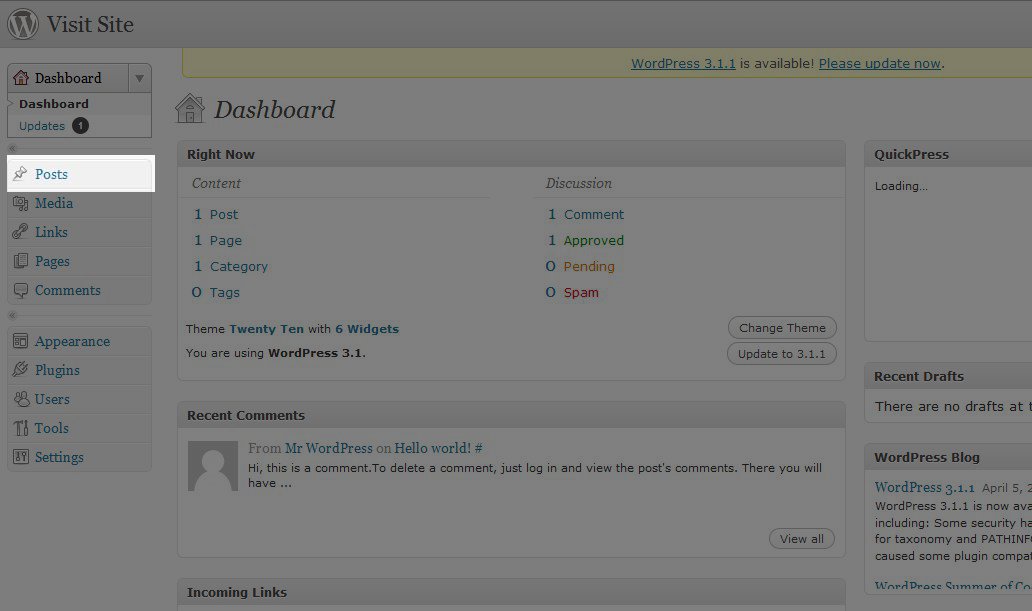 Visit Site
WordPress 3.1.1 is available! Please update now.
Dashboard
Dashboard
Updates 1
Posts
Media
Links
Pages
Comments
Appearance
Plugins
Users
Tools
Settings
Dashboard
Right Now
Content
1 Post
1 Page
1 Category
0 Tags
Discussion
1 Comment
1 Approved
0 Pending
0 Spam
Theme Twenty Ten with 6 Widgets
Change Theme
You are using WordPress 3.1.
Update to 3.1.1
Recent Comments
From Mr WordPress on Hello world! #
Hi, this is a comment.To delete a comment, just log in and view the post's comments. There you will
have ...
View all
Incoming Links
QuickPress
Loading...
Recent Drafts
There are no drafts at
WordPress Blog
WordPress 3.1.1 April 5,
WordPress 3.1.1 is now
including: Some security
for taxonomy and
caused some plugin
WordPress Summer of